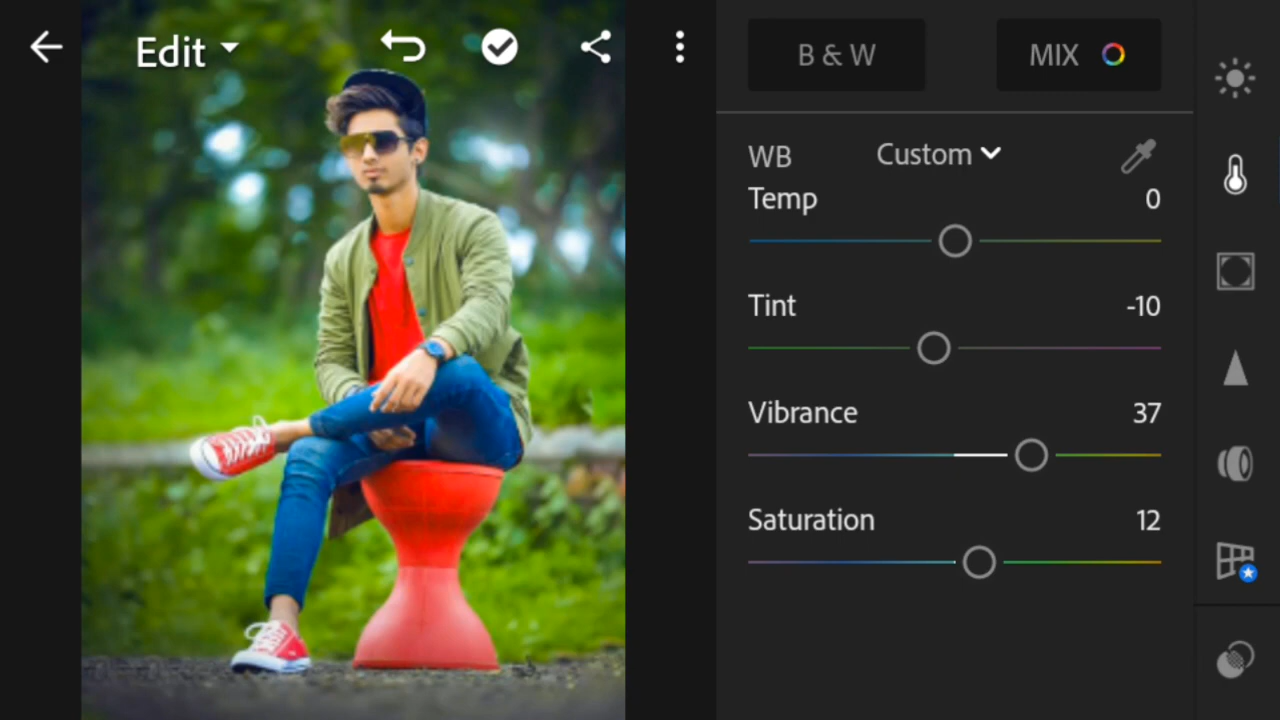 Edit
B & W
MIX
WB
Custom
Temp
0
Tint
-10
Vibrance
37
Saturation
12